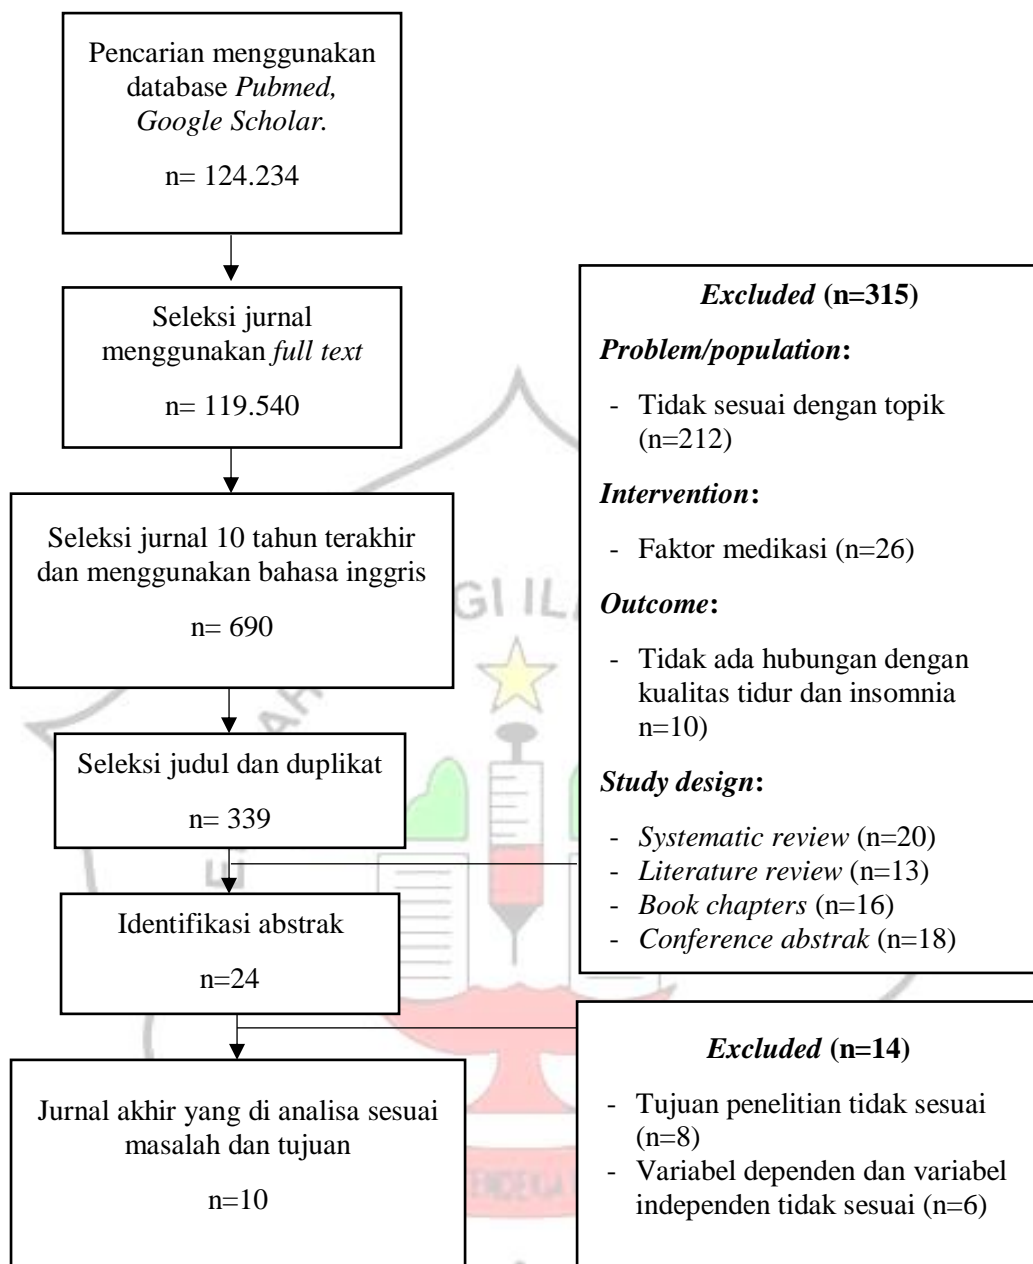 Pencarian menggunakan
database Pubmed,
Google Scholar.
n= 124.234
Seleksi jurnal
menggunakan full text
n= 119.540
Seleksi jurnal 10 tahun terakhir
dan menggunakan bahasa inggris
n= 690
Seleksi judul dan duplikat
n= 339
Identifikasi abstrak
n=24
Jurnal akhir yang di analisa sesuai
masalah dan tujuan
n=10
Excluded (n=315)
Problem/population:
- Tidak sesuai dengan topik
(n=212)
Intervention:
- Faktor medikasi (n=26)
Outcome:
- Tidak ada hubungan dengan
kualitas tidur dan insomnia
n=10)
Study design:
- Systematic review (n=20)
- Literature review (n=13)
- Book chapters (n=16)
- Conference abstrak (n=18)
Excluded (n=14)
- Tujuan penelitian tidak sesuai
(n=8)
- Variabel dependen dan variabel
independen tidak sesuai (n=6)